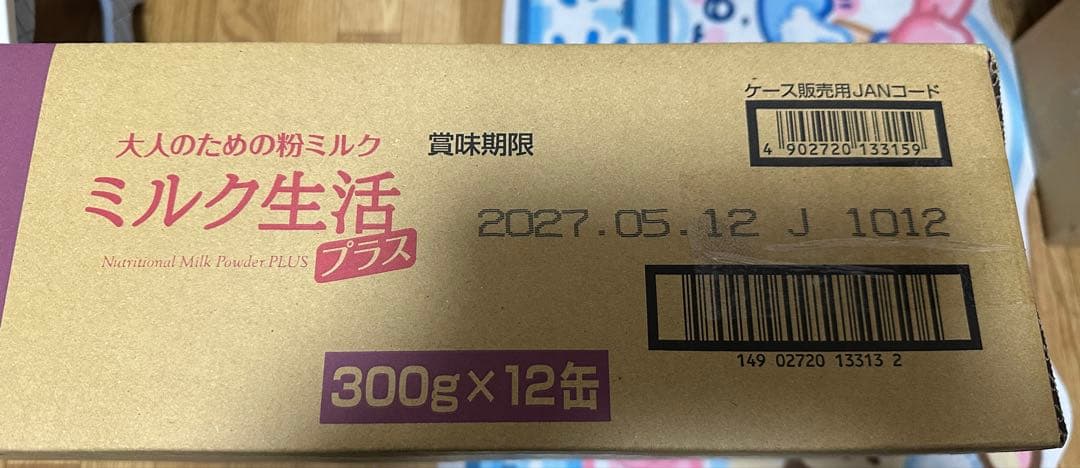 大人のための粉ミルク
ミルク生活
プラス
Nutritional Milk Powder PLUS
賞味期限
2027.05.12 J 1012
ケース販売用JANコード
4 902720 133159
149 02720 13313 2
300g×12缶